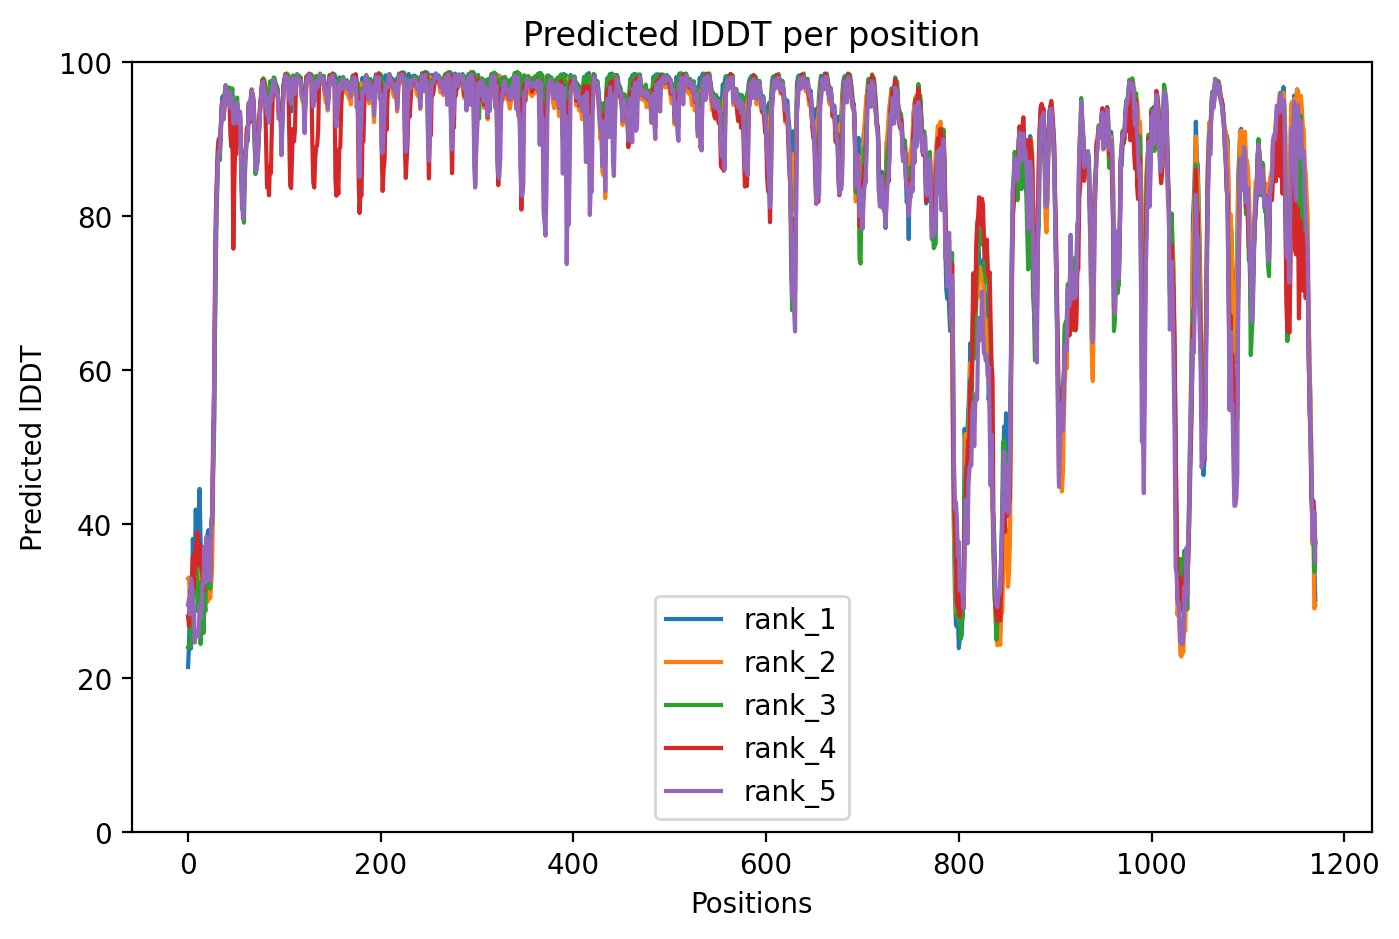 Predicted lDDT per position
100
80
60
40
20
0
Predicted lDDT
0 200 400 600 800 1000 1200
Positions
rank_1
rank_2
rank_3
rank_4
rank_5